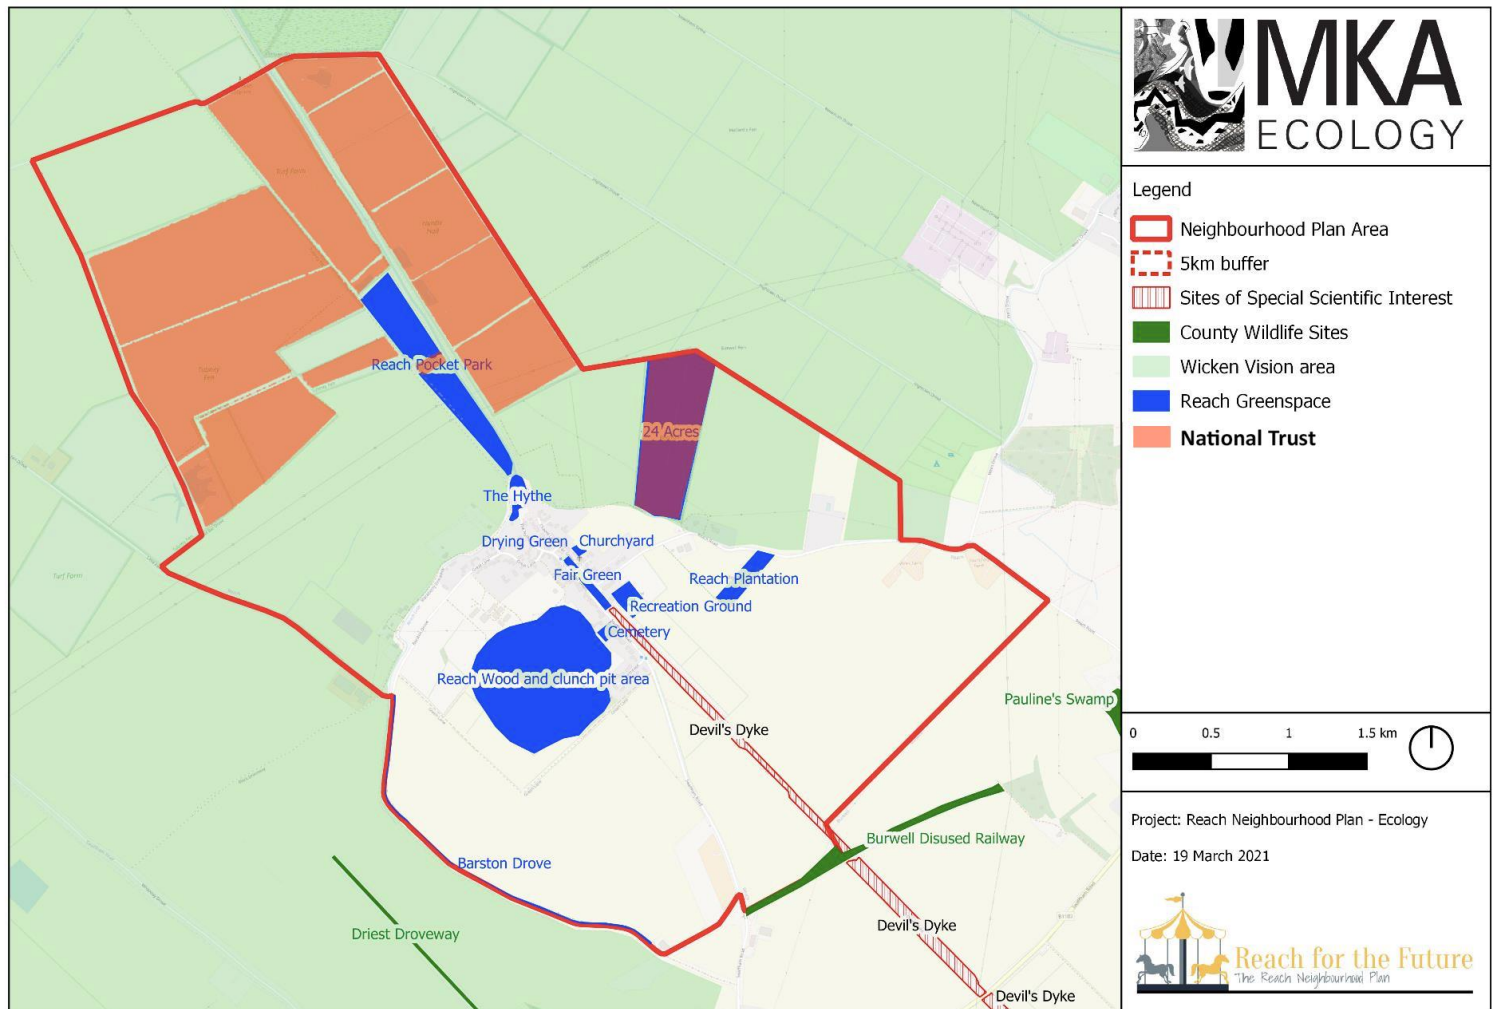 MKA
ECOLOGY
Legend
Neighbourhood Plan Area
5km buffer
Sites of Special Scientific Interest
County Wildlife Sites
Wicken Vision area
Reach Greenspace
National Trust
0 0.5 1 1.5 km
Project: Reach Neighbourhood Plan - Ecology
Date: 19 March 2021
Reach for the Future
The Reach Neighbourhood Plan
Turf Farm
Reach Pocket Park
24 Acres
The Hythe
Drying Green
Churchyard
Fair Green
Reach Plantation
Recreation Ground
Cemetery
Reach Wood and clunch pit area
Turf Farm
Pauline's Swamp
Devil's Dyke
Burwell Disused Railway
Barston Drove
Driest Droveway
Devil's Dyke
Devil's Dyke